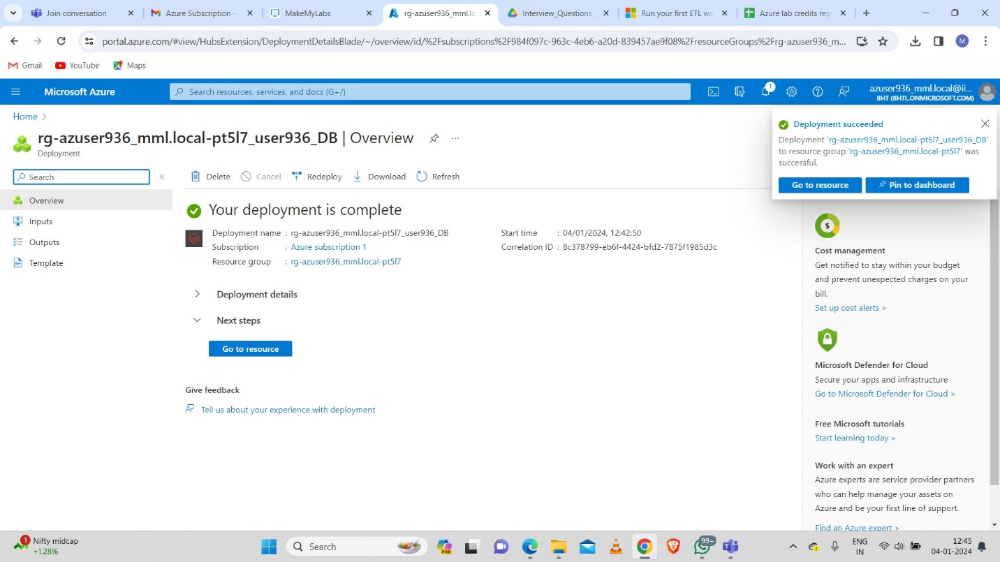 Join conversation
Azure Subscription -
MakeMyLabs
rg-azuser936_mml.lo
Interview_Questions_
Run your first ETL wo
Azure lab credits rep
portal.azure.com/#view/HubsExtension/DeploymentDetailsBlade/~/overview/id/%2Fsubscriptions%2F984f097c-963c-4eb6-a20d-839457ae9f08%2FresourceGroups%2Frg-azuser936_m...
M
Gmail
YouTube
Maps
Microsoft Azure
Search resources, services, and docs (G+/)
1
azuser936_mml.local@ii...
IIHT (IIHTL.ONMICROSOFT.COM)
Home >
rg-azuser936_mml.local-pt5l7_user936_DB | Overview
Deployment
Deployment succeeded
Deployment 'rg-azuser936_mml.local-pt5l7_user936_DB'
to resource group 'rg-azuser936_mml.local-pt5l7' was
successful.
Go to resource
Pin to dashboard
Search
Overview
Inputs
Outputs
Template
Delete
Cancel
Redeploy
Download
Refresh
Your deployment is complete
Deployment name : rg-azuser936_mml.local-pt5l7_user936_DB
Subscription : Azure subscription 1
Resource group : rg-azuser936_mml.local-pt5l7
Start time : 04/01/2024, 12:42:50
Correlation ID : 8c378799-eb6f-4424-bfd2-7875f1985d3c
Deployment details
Next steps
Go to resource
Give feedback
Tell us about your experience with deployment
Cost management
Get notified to stay within your budget
and prevent unexpected charges on your
bill.
Set up cost alerts >
Microsoft Defender for Cloud
Secure your apps and infrastructure
Go to Microsoft Defender for Cloud >
Free Microsoft tutorials
Start learning today >
Work with an expert
Azure experts are service provider partners
who can help manage your assets on
Azure and be your first line of support.
Find an Azure expert >
1
Nifty midcap
+1.28%
Search
PRE
99+
ENG
IN
12:45
04-01-2024